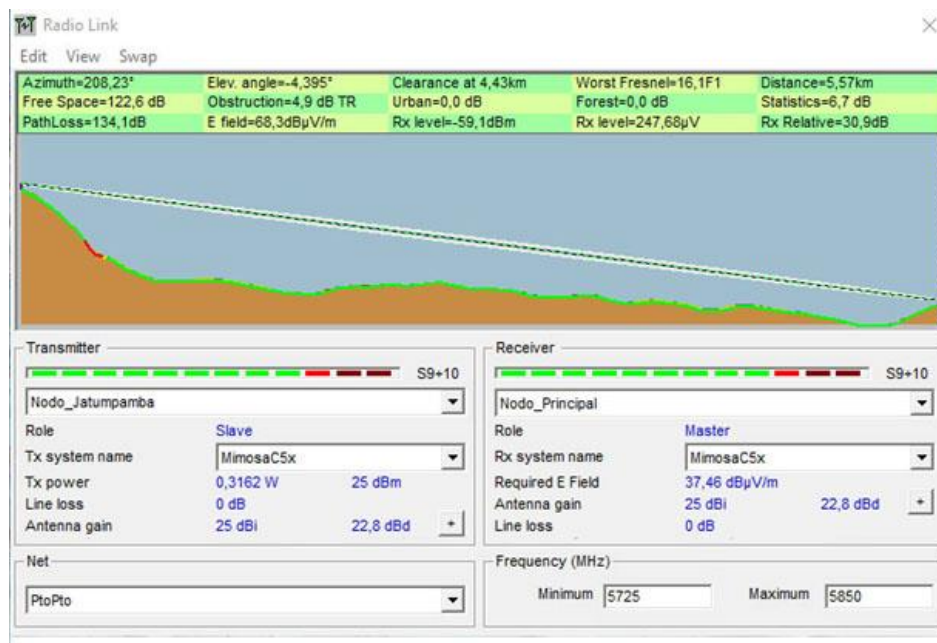 Radio Link
Edit View Swap
Azimuth=208,23° Elev. angle=-4,395° Clearance at 4,43km Worst Fresnel=16,1F1 Distance=5,57km
Free Space=122,6 dB Obstruction=4,9 dB TR Urban=0,0 dB Forest=0,0 dB Statistics=6,7 dB
PathLoss=134,1dB E field=68,3dBµV/m Rx level=-59,1dBm Rx level=247,68µV Rx Relative=30,9dB
Transmitter
S9+10
Nodo_Jatumpamba
Role Slave
Tx system name MimosaC5x
Tx power 0,3162 W 25 dBm
Line loss 0 dB
Antenna gain 25 dBi 22,8 dBd +
Net
PtoPto
Receiver
S9+10
Nodo_Principal
Role Master
Rx system name MimosaC5x
Required E Field 37,46 dBµV/m
Antenna gain 25 dBi 22,8 dBd +
Line loss 0 dB
Frequency (MHz)
Minimum 5725 Maximum 5850